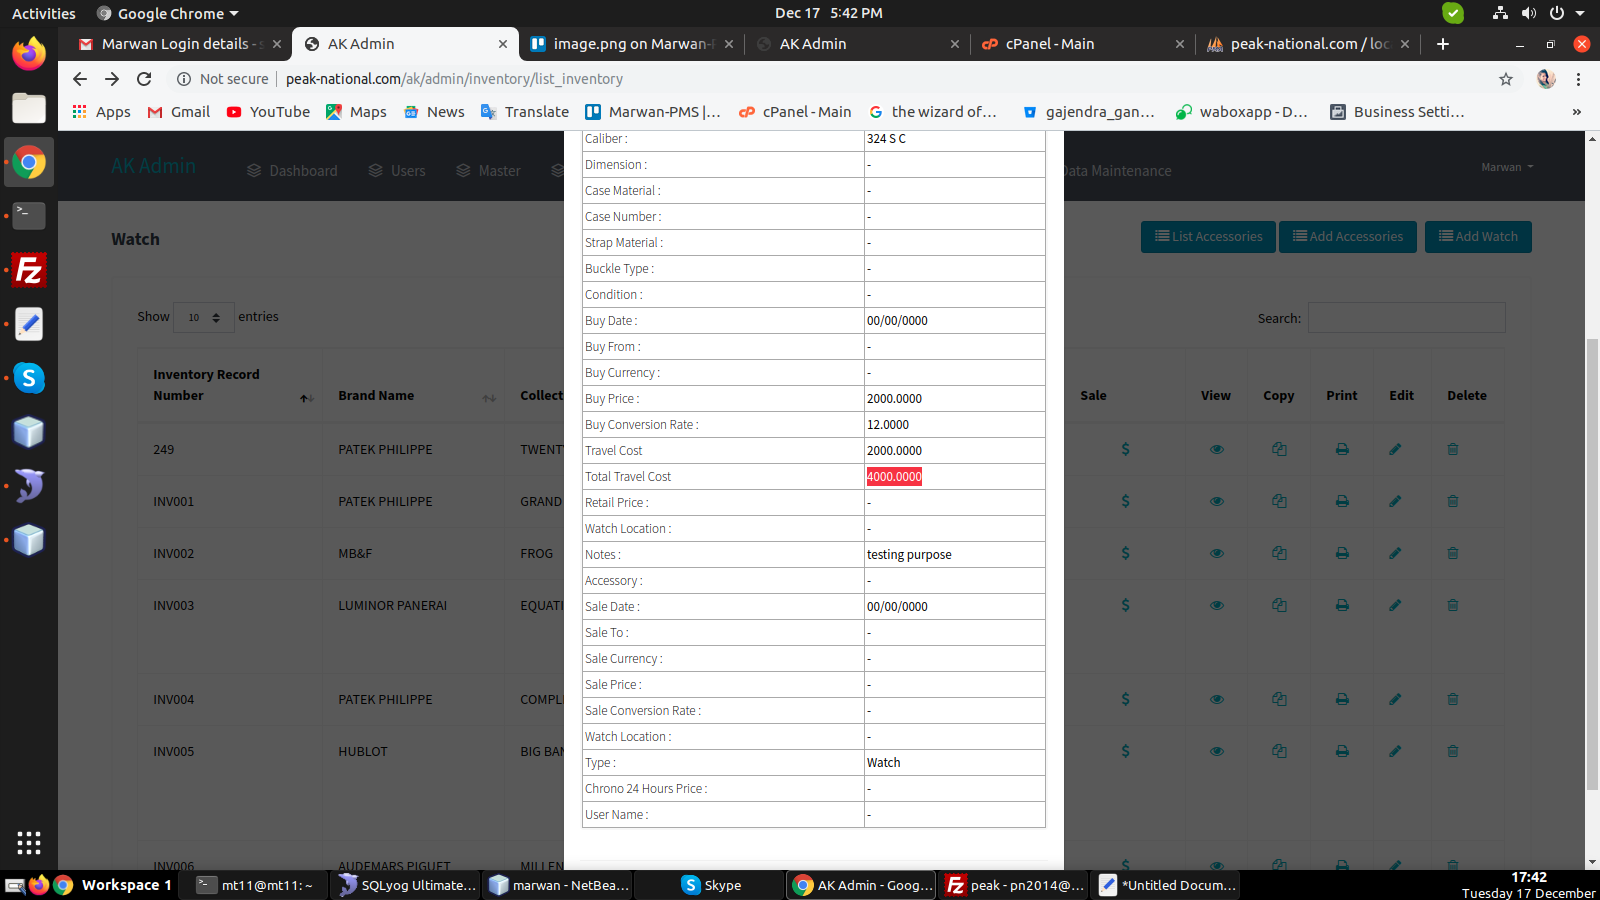 Activities
Google Chrome
Dec 17 5:42 PM
Marwan Login details - s
AK Admin
image.png on Marwan-P
AK Admin
cPanel - Main
peak-national.com / loc
Not secure
peak-national.com/ak/admin/inventory/list_inventory
Apps
Gmail
YouTube
Maps
News
Translate
Marwan-PMS |...
cPanel - Main
the wizard of...
gajendra_gan...
waboxapp - D...
Business Setti...
»
AK Admin
Dashboard
Users
Master
Data Maintenance
Marwan
Watch
List Accessories
Add Accessories
Add Watch
Show 10 entries
Search:
Inventory Record Number
Brand Name
Collect
Sale
View
Copy
Print
Edit
Delete
249 PATEK PHILIPPE TWENT
INV001 PATEK PHILIPPE GRAND
INV002 MB&F FROG
INV003 LUMINOR PANERAI EQUATI
INV004 PATEK PHILIPPE COMPL
INV005 HUBLOT BIG BAN
INV006 AUDEMARS PIGUET MILLEN
Caliber : 324 S C
Dimension : -
Case Material : -
Case Number : -
Strap Material : -
Buckle Type : -
Condition : -
Buy Date : 00/00/0000
Buy From : -
Buy Currency : -
Buy Price : 2000.0000
Buy Conversion Rate : 12.0000
Travel Cost 2000.0000
Total Travel Cost 4000.0000
Retail Price : -
Watch Location : -
Notes : testing purpose
Accessory : -
Sale Date : 00/00/0000
Sale To : -
Sale Currency : -
Sale Price : -
Sale Conversion Rate : -
Watch Location : -
Type : Watch
Chrono 24 Hours Price : -
User Name : -
Workspace 1
mt11@mt11: ~
SQLyog Ultimate...
marwan - NetBea...
Skype
AK Admin - Goog...
peak - pn2014@...
*Untitled Docum...
17:42
Tuesday 17 December